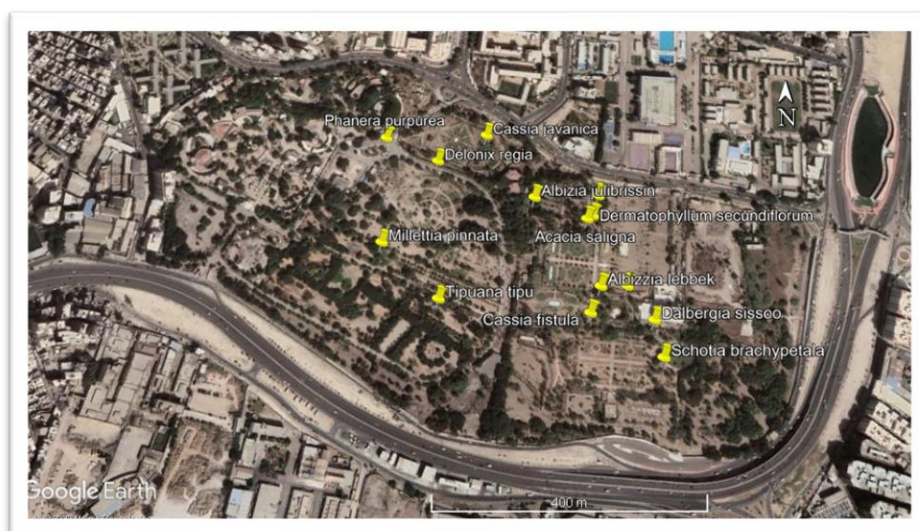 Phanera purpurea
Cassia javanica
Delonix regia
N
Albizia julibrissin
Dermatophyllum secundiflorum
Acacia saligna
Millettia pinnata
Albizzia lebbek
Tipuana tipu
Cassia fistula
Dalbergia sissoo
Schotia brachypetala
Google Earth
400 m